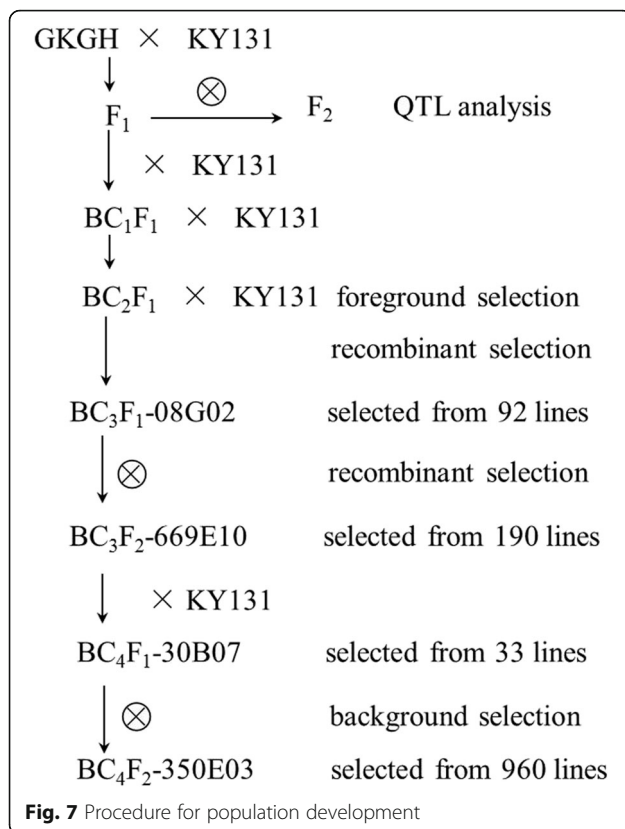 GKGH × KY131
⊗
F₁ F₂ QTL analysis
× KY131
BC₁F₁ × KY131
BC₂F₁ × KY131 foreground selection
recombinant selection
BC₃F₁-08G02 selected from 92 lines
⊗ recombinant selection
BC₃F₂-669E10 selected from 190 lines
× KY131
BC₄F₁-30B07 selected from 33 lines
⊗ background selection
BC₄F₂-350E03 selected from 960 lines
Fig. 7 Procedure for population development